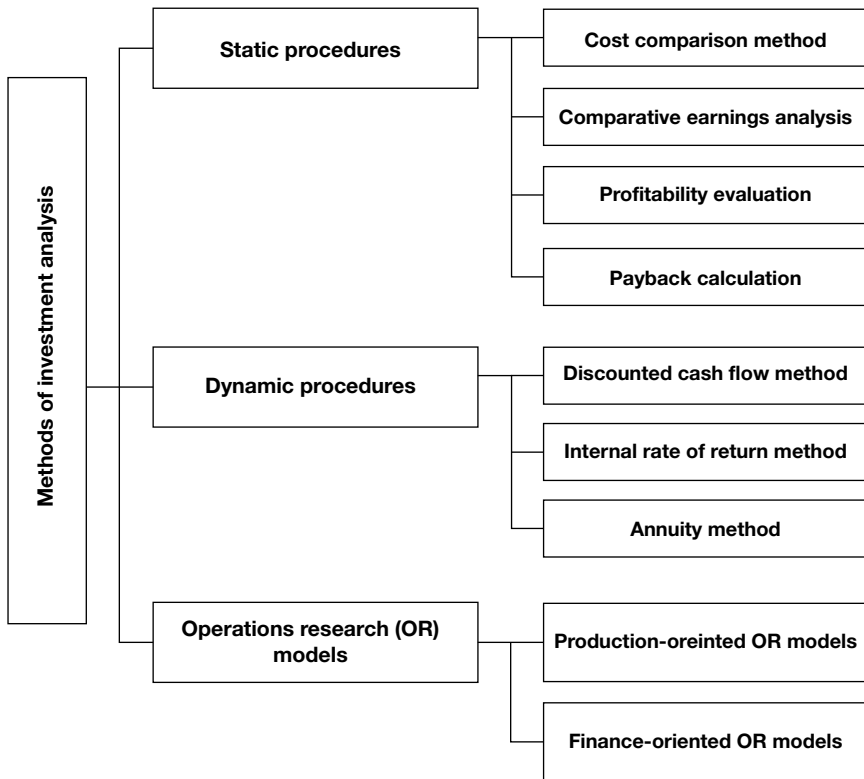 Methods of investment analysis
Static procedures
Cost comparison method
Comparative earnings analysis
Profitability evaluation
Payback calculation
Dynamic procedures
Discounted cash flow method
Internal rate of return method
Annuity method
Operations research (OR)
models
Production-oreinted OR models
Finance-oriented OR models